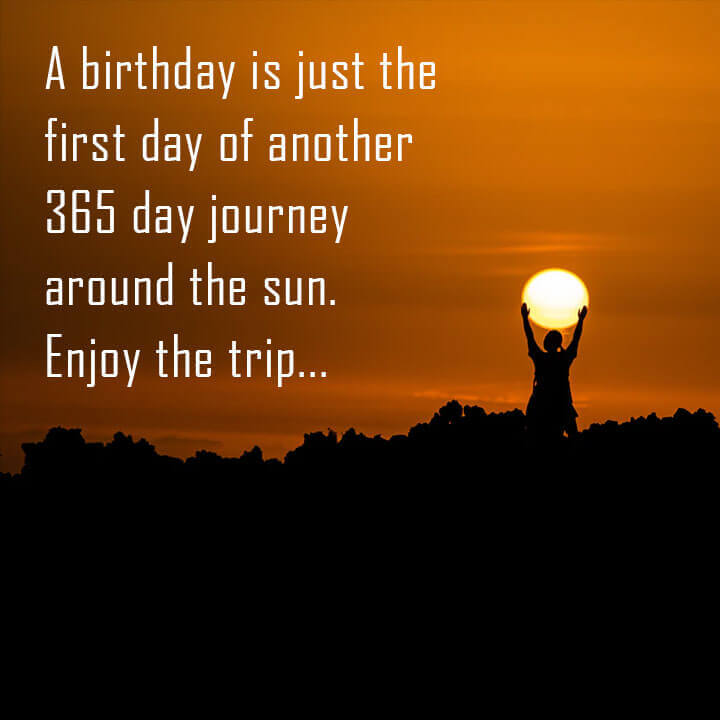 A birthday is just the
first day of another
365 day journey
around the sun.
Enjoy the trip...